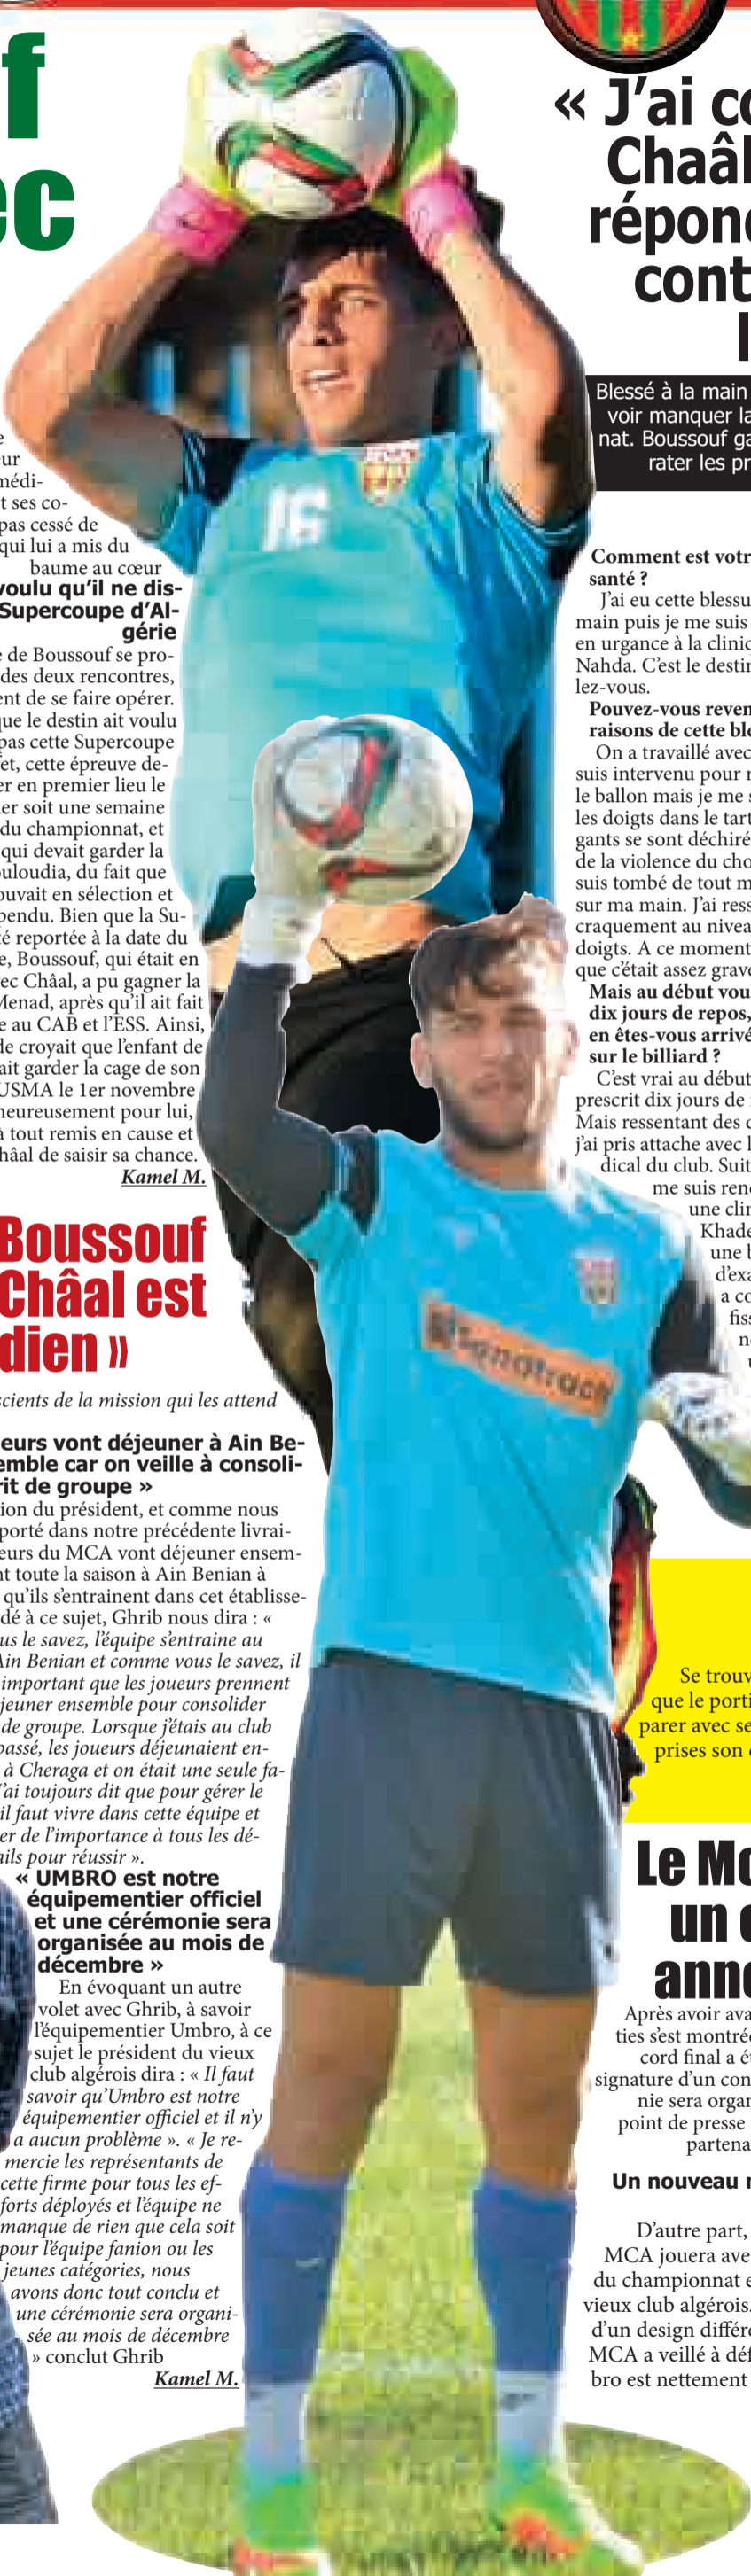 f
ec
e
ur
médi-
t ses co-
pas cessé de
qui lui a mis du
baume au cœur
voulu qu'il ne dis-
Supercoupe d'Al-
gérie
e de Boussouf se pro-
des deux rencontres,
ent de se faire opérer.
que le destin ait voulu
pas cette Supercoupe
fet, cette épreuve de-
er en premier lieu le
er soit une semaine
du championnat, et
qui devait garder la
ouloudia, du fait que
ouvait en sélection et
pendu. Bien que la Su-
té reportée à la date du
e, Boussouf, qui était en
vec Châal, a pu gagner la
Menad, après qu'il ait fait
e au CAB et l'ESS. Ainsi,
de croyait que l'enfant de
ait garder la cage de son
USMA le 1er novembre
heureusement pour lui,
à tout remis en cause et
hâal de saisir sa chance.
Kamel M.
Boussouf
Châal est
dien »
scients de la mission qui les attend
eurs vont déjeuner à Ain Be-
emble car on veille à consoli-
rit de groupe »
ion du président, et comme nous
porté dans notre précédente livrai-
eurs du MCA vont déjeuner ensem-
nt toute la saison à Ain Benian à
qu'ils s'entrainent dans cet établisse-
dé à ce sujet, Ghrib nous dira : «
us le savez, l'équipe s'entraine au
Ain Benian et comme vous le savez, il
important que les joueurs prennent
jeuner ensemble pour consolider
de groupe. Lorsque j'étais au club
passé, les joueurs déjeunaient en-
à Cheraga et on était une seule fa-
J'ai toujours dit que pour gérer le
il faut vivre dans cette équipe et
er de l'importance à tous les dé-
ails pour réussir ».
« UMBRO est notre
équipementier officiel
et une cérémonie sera
organisée au mois de
décembre »
En évoquant un autre
volet avec Ghrib, à savoir
l'équipementier Umbro, à ce
sujet le président du vieux
club algérois dira : « Il faut
savoir qu'Umbro est notre
équipementier officiel et il n'y
a aucun problème ». « Je re-
mercie les représentants de
cette firme pour tous les ef-
forts déployés et l'équipe ne
manque de rien que cela soit
pour l'équipe fanion ou les
jeunes catégories, nous
avons donc tout conclu et
une cérémonie sera organi-
sée au mois de décembre
» conclut Ghrib
Kamel M.
16
« J'ai co
Chaâl
répond
cont
l
Blessé à la main
voir manquer la
nat. Boussouf ga
rater les pr
Comment est votr
santé ?
J'ai eu cette blessu
main puis je me suis
en urgance à la clinic
Nahda. C'est le destin
lez-vous.
Pouvez-vous reven
raisons de cette ble
On a travaillé avec
suis intervenu pour r
le ballon mais je me s
les doigts dans le tart
gants se sont déchiré
de la violence du cho
suis tombé de tout m
sur ma main. J'ai ress
craquement au nivea
doigts. A ce moment
que c'était assez grave
Mais au début vou
dix jours de repos,
en êtes-vous arrivé
sur le billiard ?
C'est vrai au début
prescrit dix jours de
Mais ressentant des d
j'ai pris attache avec l
dical du club. Suit
me suis rend
une clin
Khade
une b
d'exa
a co
fiss
n
Se trouv
que le porti
parer avec se
prises son
Le Mo
un c
anne
Après avoir ava
ties s'est montrée
cord final a é
signature d'un con
nie sera organ
point de presse
partena
Un nouveau m
D'autre part,
MCA jouera ave
du championnat e
vieux club algérois.
d'un design différe
MCA a veillé à déf
bro est nettement